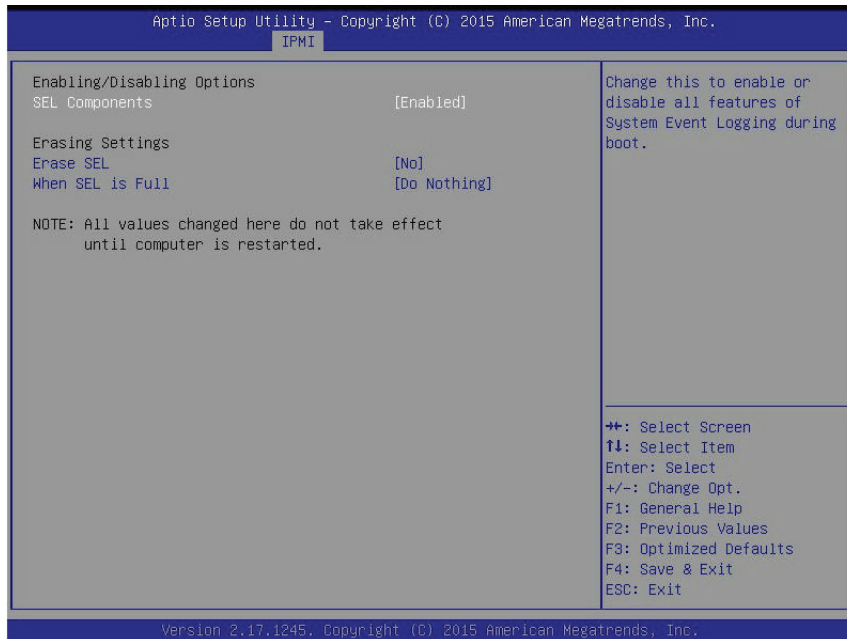 Aptio Setup Utility – Copyright (C) 2015 American Megatrends, Inc.
IPMI
Enabling/Disabling Options
SEL Components [Enabled]
Erasing Settings
Erase SEL [No]
When SEL is Full [Do Nothing]
NOTE: All values changed here do not take effect
until computer is restarted.
Change this to enable or
disable all features of
System Event Logging during
boot.
→←: Select Screen
↑↓: Select Item
Enter: Select
+/-: Change Opt.
F1: General Help
F2: Previous Values
F3: Optimized Defaults
F4: Save & Exit
ESC: Exit
Version 2.17.1245. Copyright (C) 2015 American Megatrends, Inc.